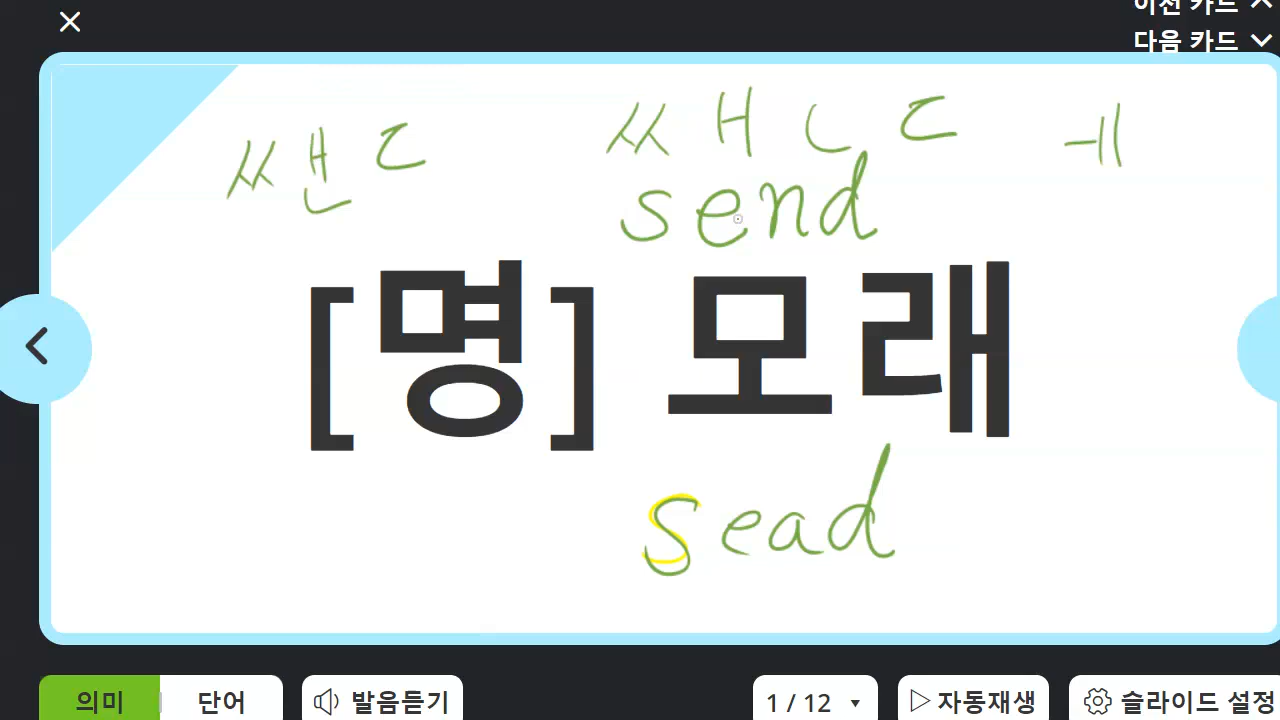 이전 카드
다음 카드
쌔ㄴㄷ ㅔ
쌘ㄷ
send
[명] 모래
sead
의미 단어 발음듣기 1 / 12 자동재생 슬라이드 설정